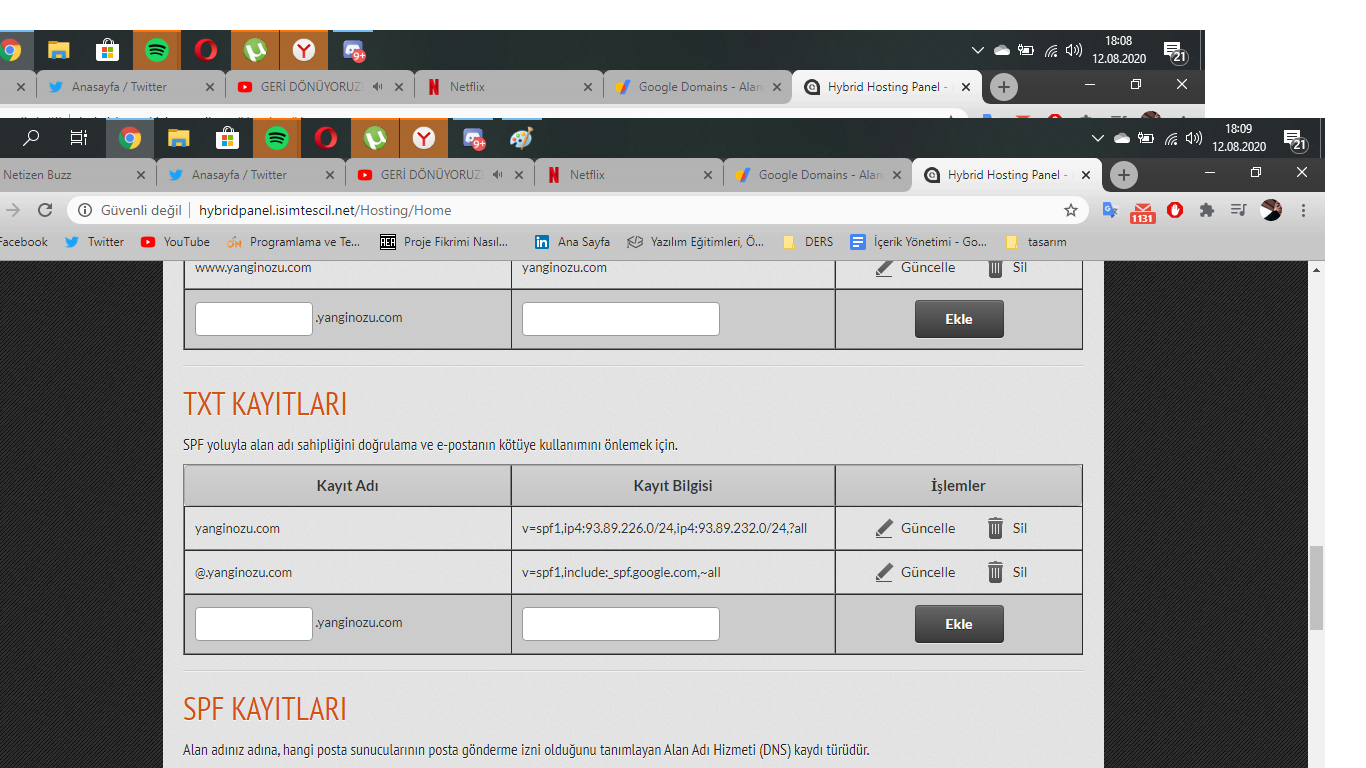 9+
18:08
12.08.2020
21
Anasayfa / Twitter
GERİ DÖNÜYORUZ
Netflix
Google Domains - Alan
Hybrid Hosting Panel -
9+
18:09
12.08.2020
21
Netizen Buzz
Anasayfa / Twitter
GERİ DÖNÜYORUZ
Netflix
Google Domains - Alan
Hybrid Hosting Panel -
Güvenli değil | hybridpanel.isimtescil.net/Hosting/Home
1131
Facebook Twitter YouTube Programlama ve Te... Proje Fikrimi Nasıl... Ana Sayfa Yazılım Eğitimleri, Ö... DERS İçerik Yönetimi - Go... tasarım
www.yanginozu.com yanginozu.com Güncelle Sil
.yanginozu.com Ekle
TXT KAYITLARI
SPF yoluyla alan adı sahipliğini doğrulama ve e-postanın kötüye kullanımını önlemek için.
Kayıt Adı Kayıt Bilgisi İşlemler
yanginozu.com v=spf1,ip4:93.89.226.0/24,ip4:93.89.232.0/24,?all Güncelle Sil
@.yanginozu.com v=spf1,include:_spf.google.com,~all Güncelle Sil
.yanginozu.com Ekle
SPF KAYITLARI
Alan adınız adına, hangi posta sunucularının posta gönderme izni olduğunu tanımlayan Alan Adı Hizmeti (DNS) kaydı türüdür.